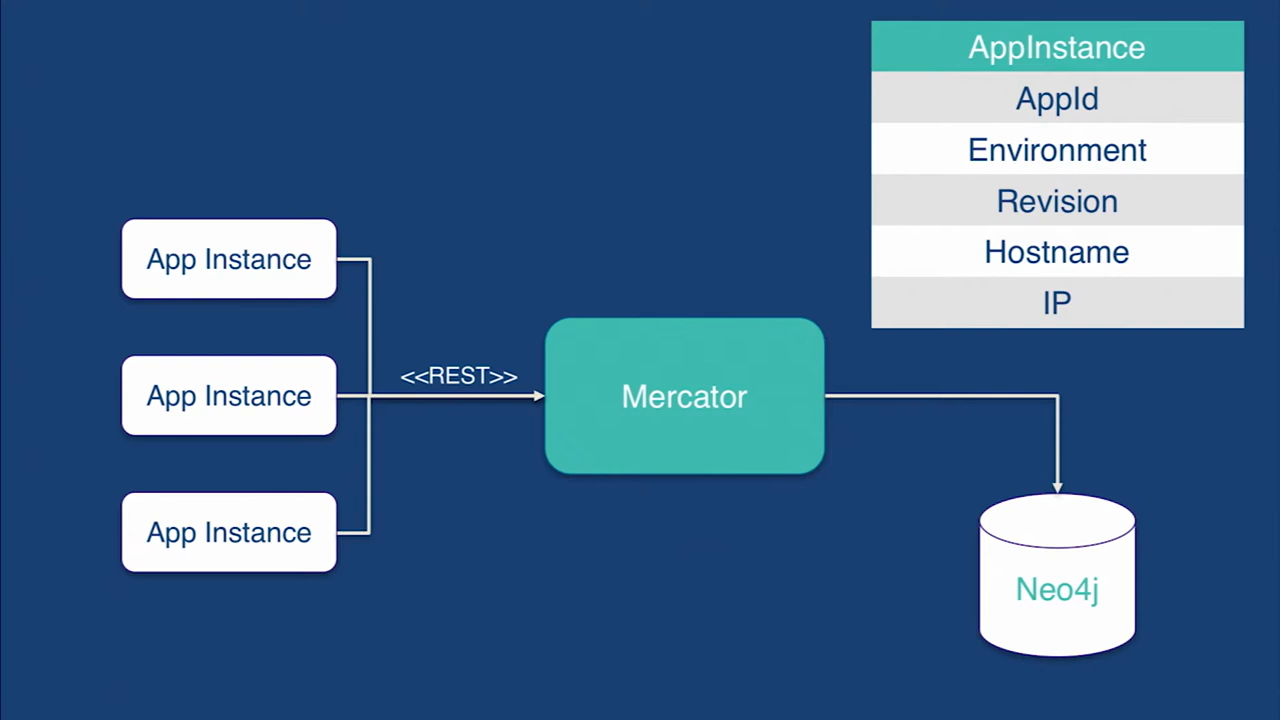 AppInstance
AppId
Environment
Revision
Hostname
IP
App Instance
App Instance
App Instance
<<REST>>
Mercator
Neo4j